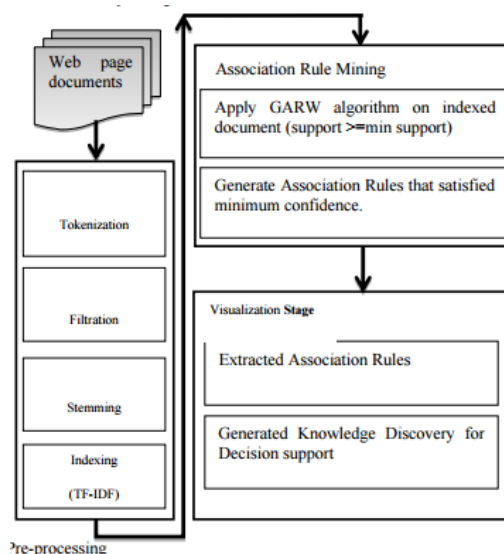 Web page
documents
Tokenization
Filtration
Stemming
Indexing
(TF-IDF)
Pre-processing
Association Rule Mining
Apply GARW algorithm on indexed
document (support >=min support)
Generate Association Rules that satisfied
minimum confidence.
Visualization Stage
Extracted Association Rules
Generated Knowledge Discovery for
Decision support